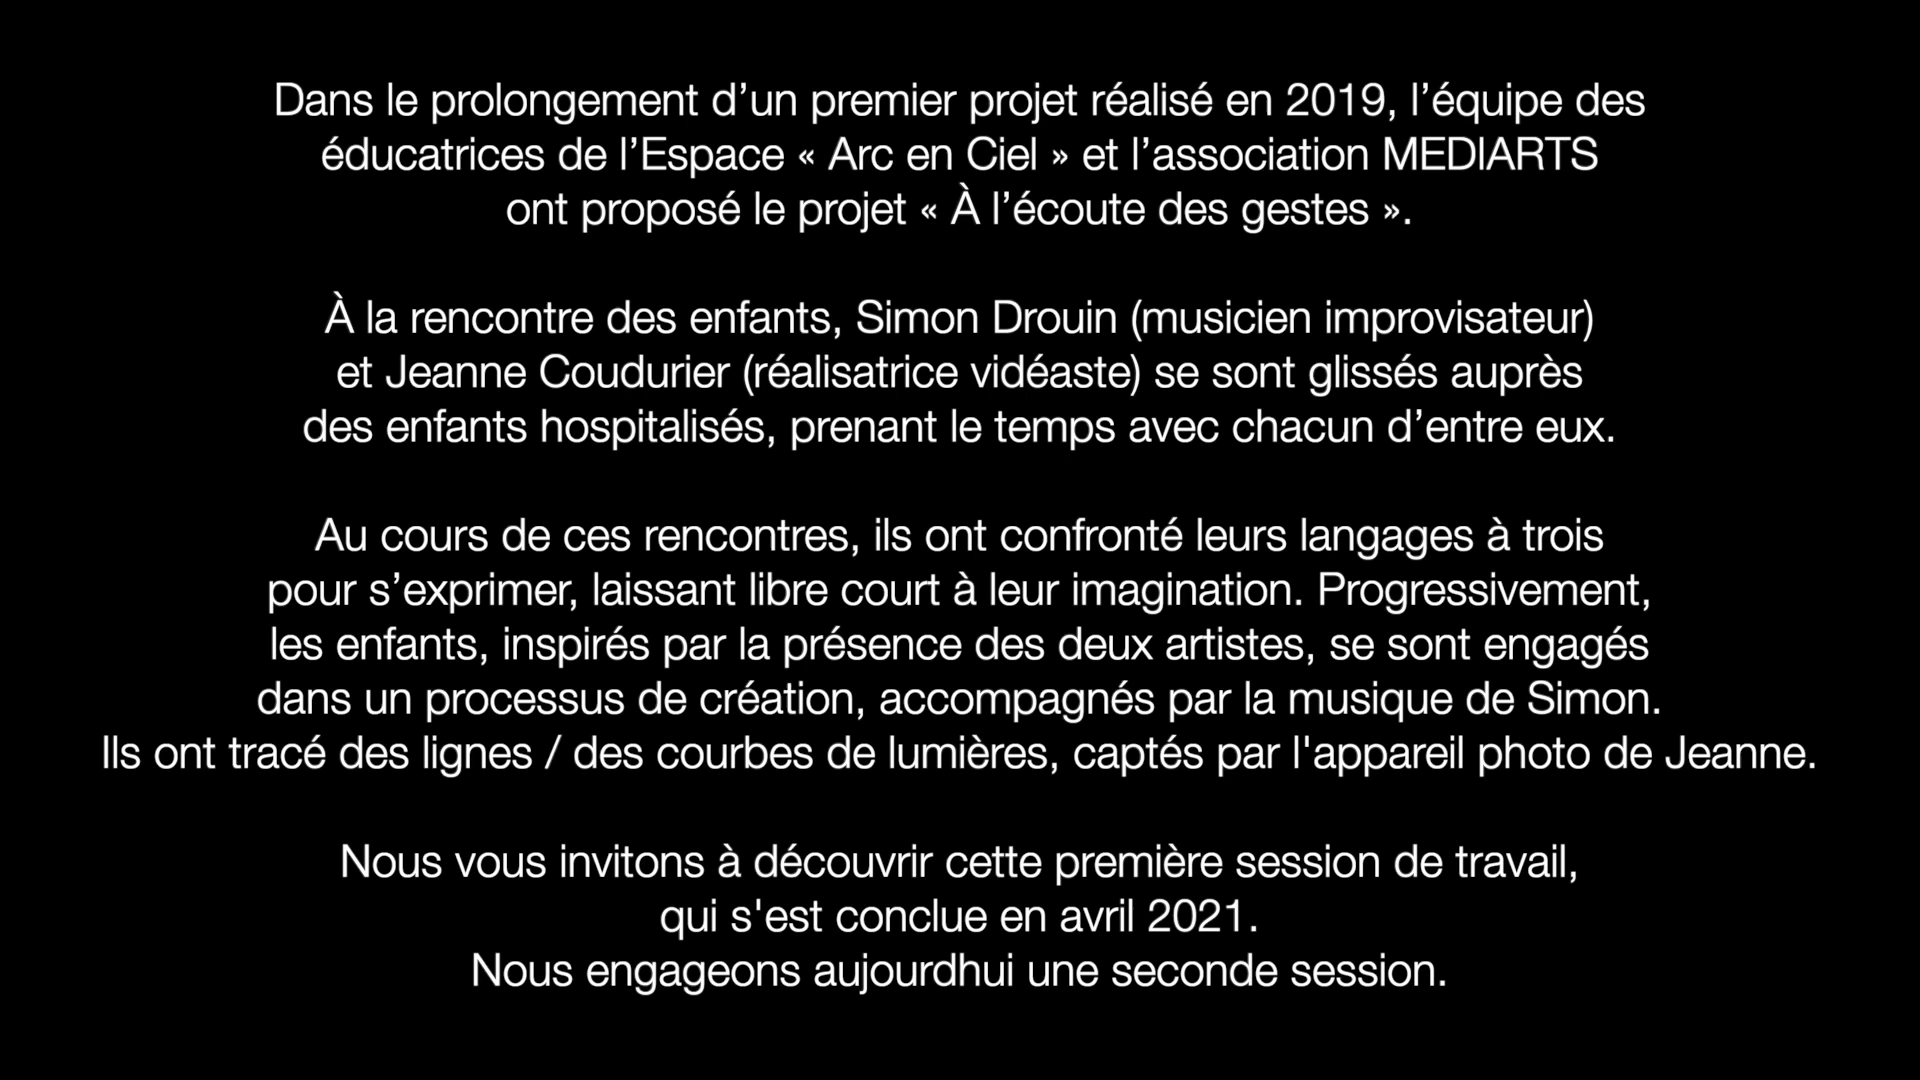 Dans le prolongement d’un premier projet réalisé en 2019, l’équipe des
éducatrices de l’Espace « Arc en Ciel » et l’association MEDIARTS
ont proposé le projet « À l’écoute des gestes ».
À la rencontre des enfants, Simon Drouin (musicien improvisateur)
et Jeanne Coudurier (réalisatrice vidéaste) se sont glissés auprès
des enfants hospitalisés, prenant le temps avec chacun d’entre eux.
Au cours de ces rencontres, ils ont confronté leurs langages à trois
pour s’exprimer, laissant libre court à leur imagination. Progressivement,
les enfants, inspirés par la présence des deux artistes, se sont engagés
dans un processus de création, accompagnés par la musique de Simon.
Ils ont tracé des lignes / des courbes de lumières, captés par l'appareil photo de Jeanne.
Nous vous invitons à découvrir cette première session de travail,
qui s'est conclue en avril 2021.
Nous engageons aujourdhui une seconde session.